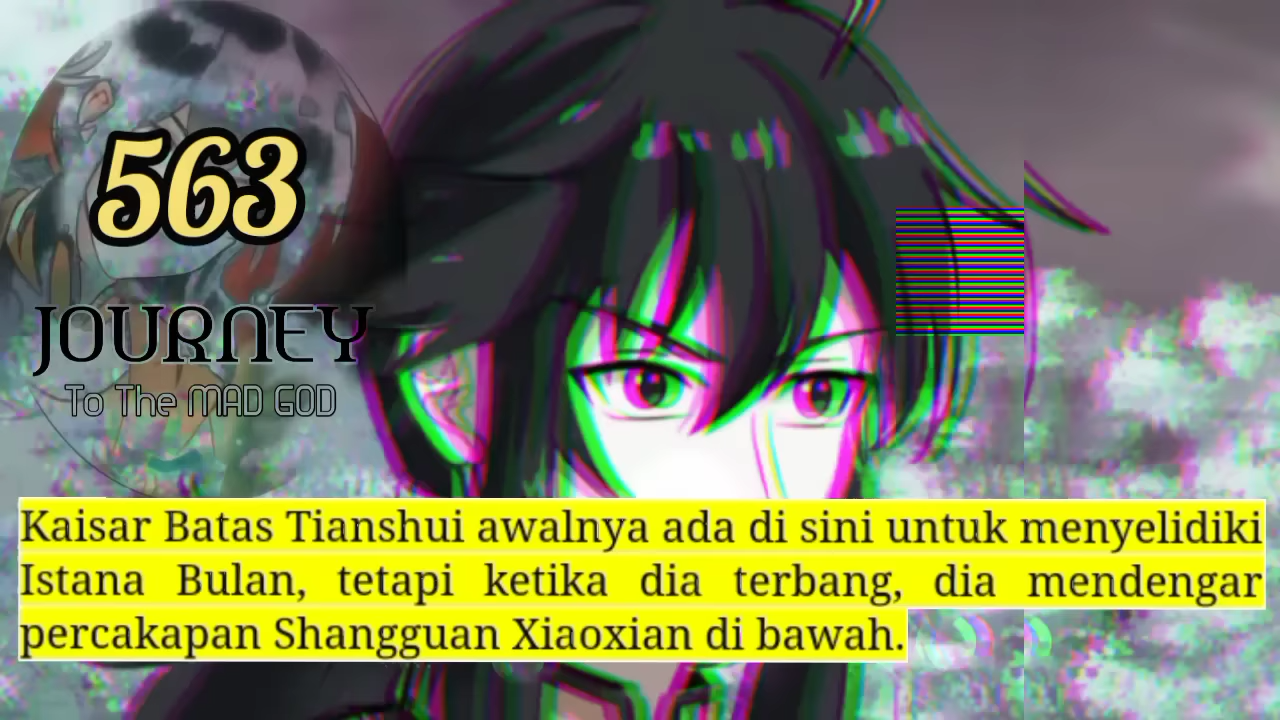 563
JOURNEY
To The MAD GOD
Kaisar Batas Tianshui awalnya ada di sini untuk menyelidiki
Istana Bulan, tetapi ketika dia terbang, dia mendengar
percakapan Shangguan Xiaoxian di bawah.